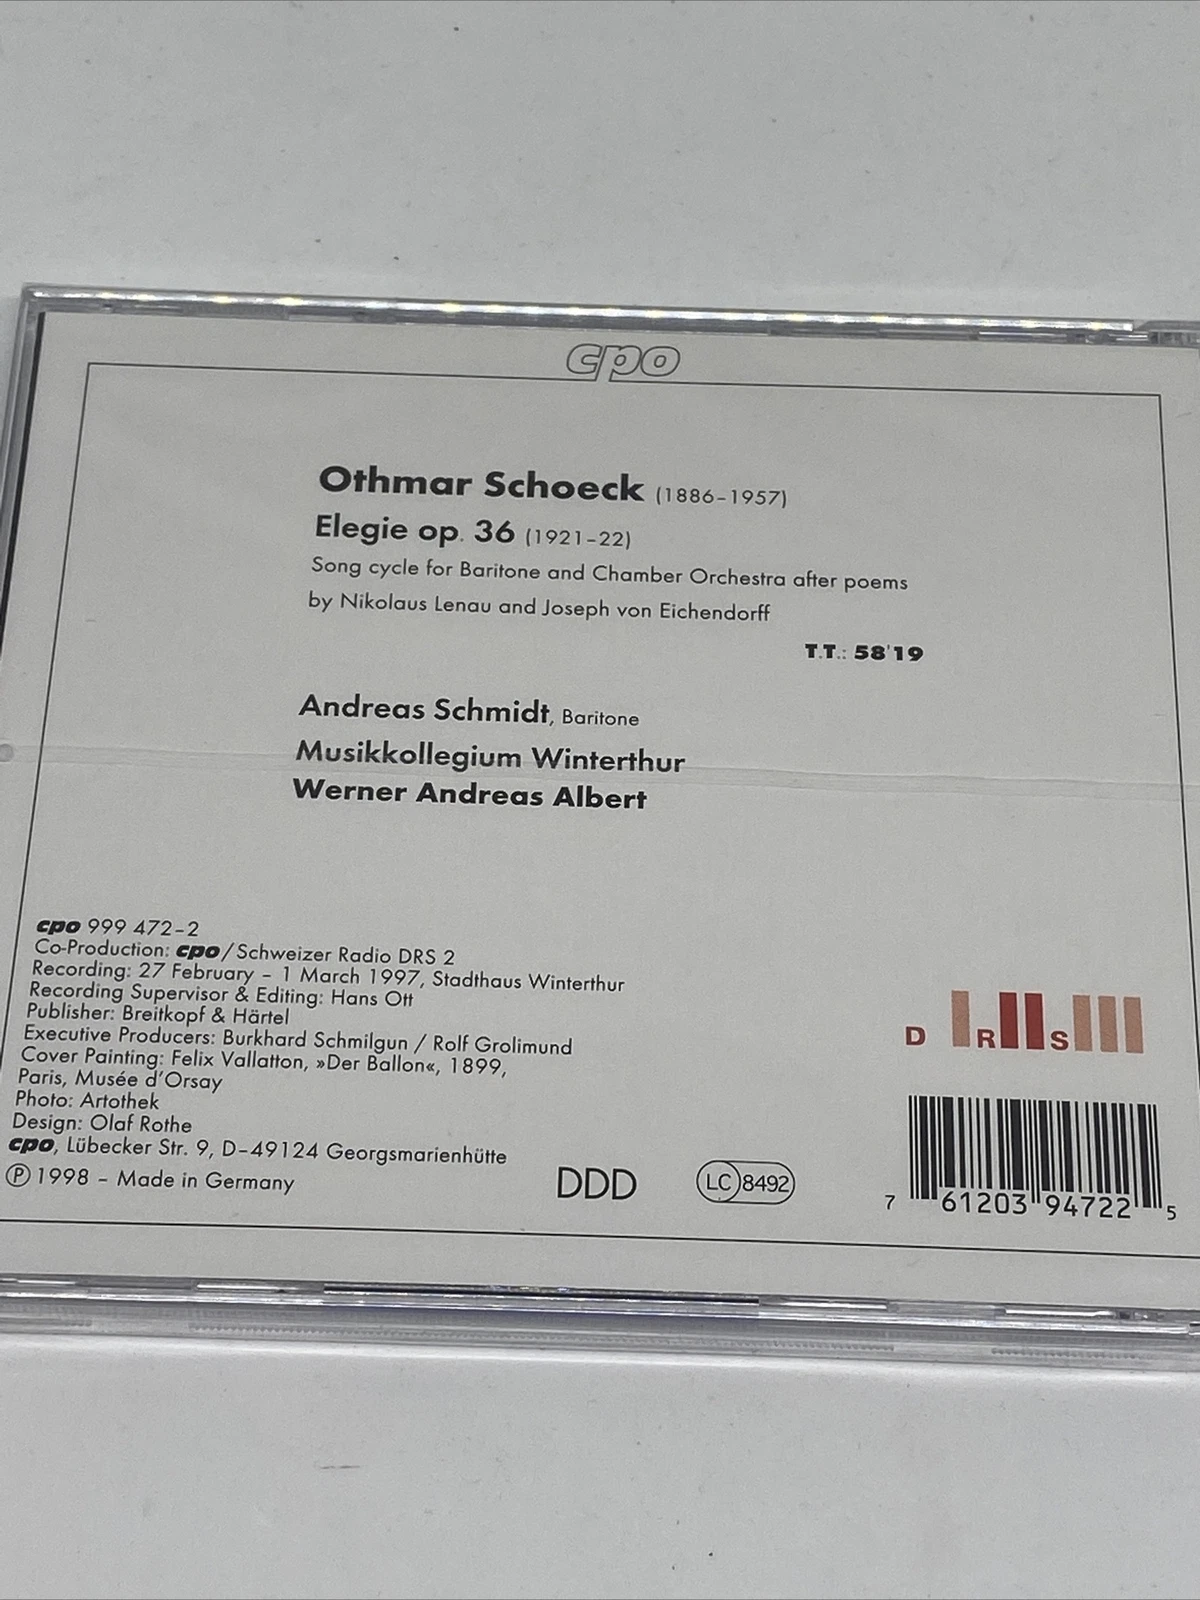 cpo
Othmar Schoeck (1886–1957)
Elegie op. 36 (1921–22)
Song cycle for Baritone and Chamber Orchestra after poems
by Nikolaus Lenau and Joseph von Eichendorff
T.T.: 58'19
Andreas Schmidt, Baritone
Musikkollegium Winterthur
Werner Andreas Albert
cpo 999 472–2
Co-Production: cpo/Schweizer Radio DRS 2
Recording: 27 February – 1 March 1997, Stadthaus Winterthur
Recording Supervisor & Editing: Hans Ott
Publisher: Breitkopf & Härtel
Executive Producers: Burkhard Schmilgun / Rolf Grolimund
Cover Painting: Felix Vallatton, »Der Ballon«, 1899,
Paris, Musée d'Orsay
Photo: Artothek
Design: Olaf Rothe
cpo, Lübecker Str. 9, D–49124 Georgsmarienhütte
℗ 1998 – Made in Germany
DDD
LC 8492
D R S
7 61203 94722 5